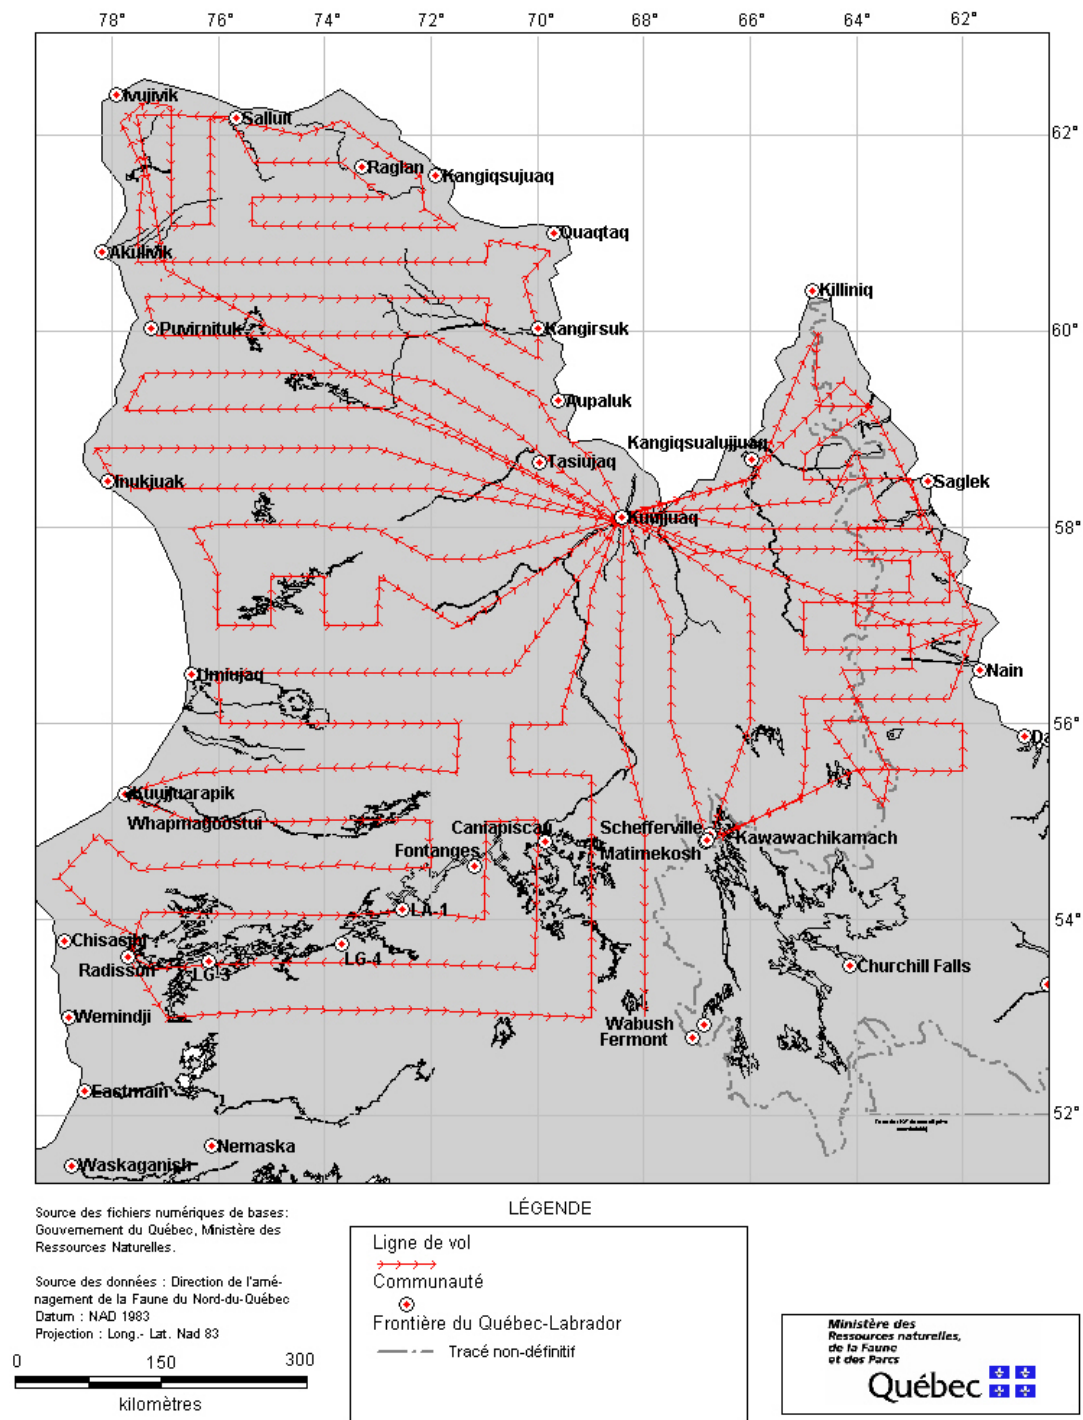 78° 74° 72° 70° 68° 66° 64° 62°
Ivujivik
Salluit
62°
Raglan
Kangiqsujuaq
Quaqtaq
Akulivik
Killiniq
Puvirnituk
Kangirsuk
60°
Aupaluk
Kangiqsualujjuaq
Tasiujaq
Inukjuak
Saglek
Kuujjuaq
58°
Umiujaq
Nain
56°
Da
Kuujjuarapik
Whapmagoostui
Caniapiscau
Schefferville
Fontanges
Matimekosh
Kawawachikamach
LA-1
54°
Chisasibi
LG-4
Radisson
LG-3
Churchill Falls
Wemindji
Wabush
Fermont
Eastmain
52°
Nemaska
Waskaganish
Source des fichiers numériques de bases:
Gouvernement du Québec, Ministère des
Ressources Naturelles.
Source des données : Direction de l'amé-
nagement de la Faune du Nord-du-Québec
Datum : NAD 1983
Projection : Long.- Lat. Nad 83
0 150 300
kilomètres
LÉGENDE
Ligne de vol
Communauté
Frontière du Québec-Labrador
Tracé non-définitif
Ministère des
Ressources naturelles,
de la Faune
et des Parcs
Québec